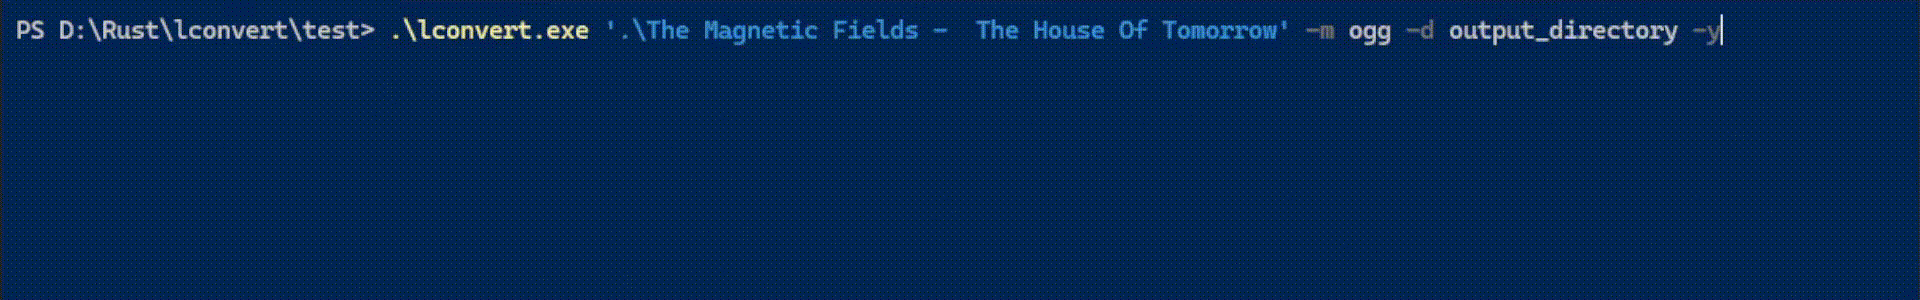 PS D:\Rust\lconvert\test> .\lconvert.exe '.\The Magnetic Fields -  The House Of Tomorrow' -m ogg -d output_directory -y